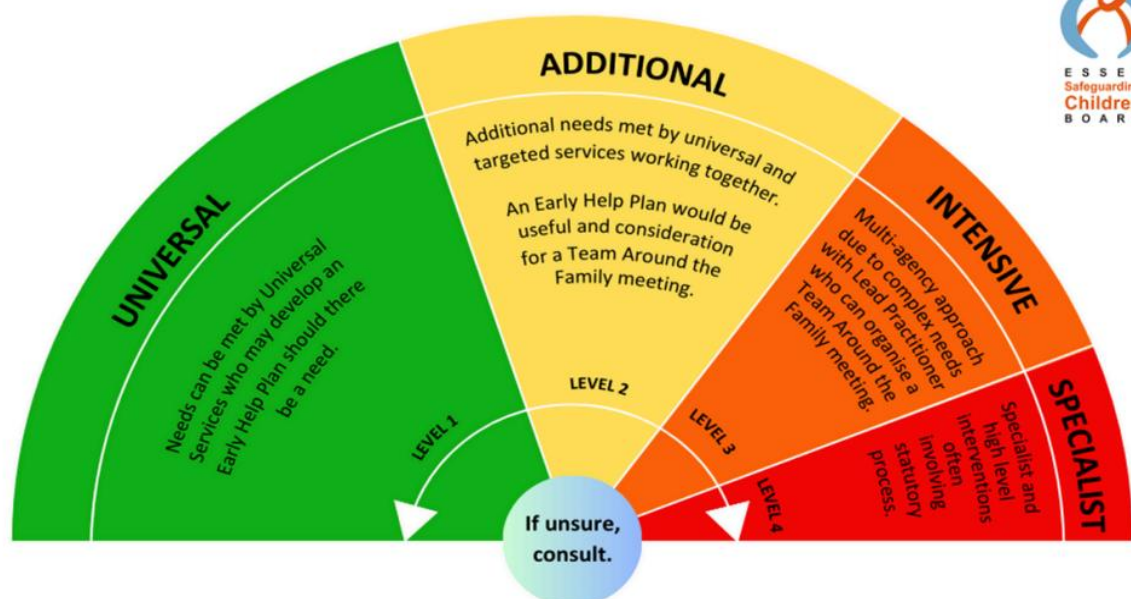 UNIVERSAL
Needs can be met by Universal
Services who may develop an
Early Help Plan should there
be a need.
LEVEL 1
ADDITIONAL
Additional needs met by universal and
targeted services working together.
An Early Help Plan would be
useful and consideration
for a Team Around the
Family meeting.
LEVEL 2
INTENSIVE
Multi-agency approach
due to complex needs
with Lead Practitioner
who can organise a
Team Around the
Family meeting.
LEVEL 3
SPECIALIST
Specialist and
high level
interventions
often
involving
statutory
process.
LEVEL 4
If unsure,
consult.
ESSE
Safeguardin
Childre
BOAR